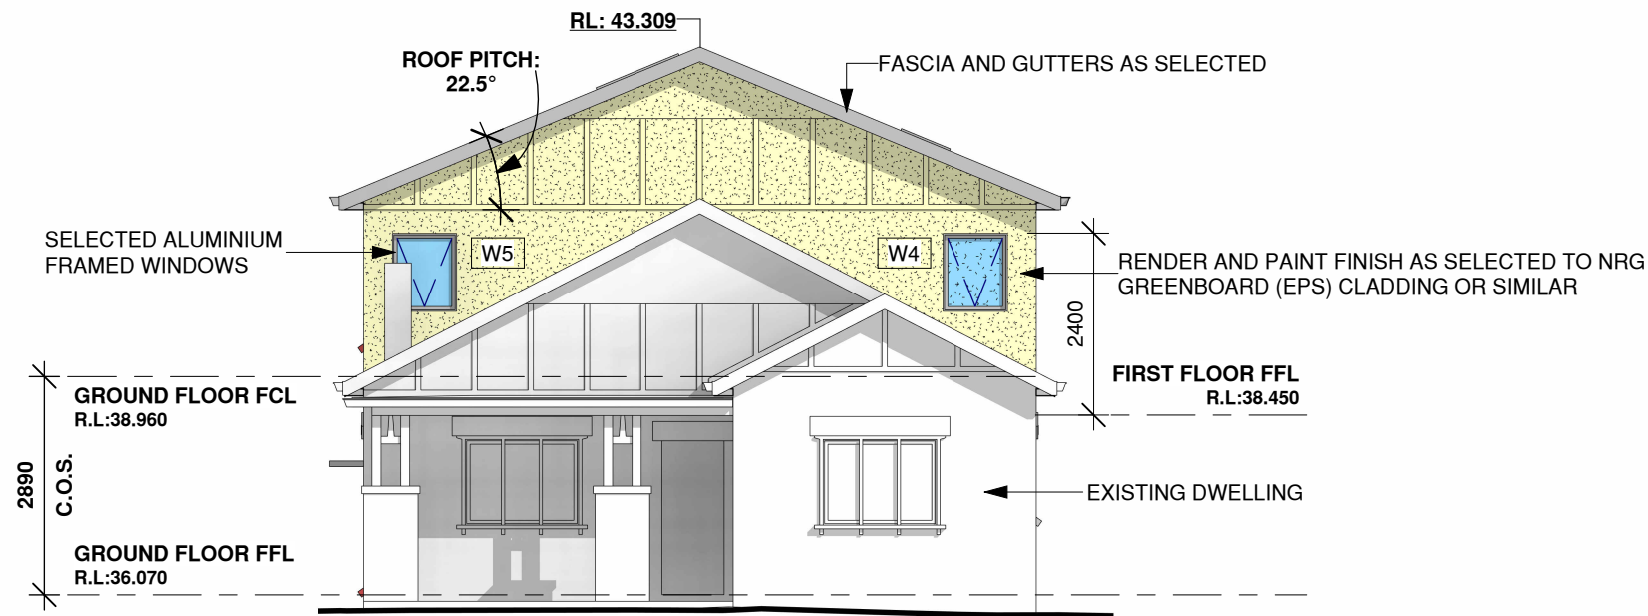 RL: 43.309
ROOF PITCH:
22.5°
FASCIA AND GUTTERS AS SELECTED
SELECTED ALUMINIUM
FRAMED WINDOWS
W5
W4
RENDER AND PAINT FINISH AS SELECTED TO NRG
GREENBOARD (EPS) CLADDING OR SIMILAR
2400
GROUND FLOOR FCL
R.L:38.960
FIRST FLOOR FFL
R.L:38.450
2890
C.O.S.
EXISTING DWELLING
GROUND FLOOR FFL
R.L:36.070